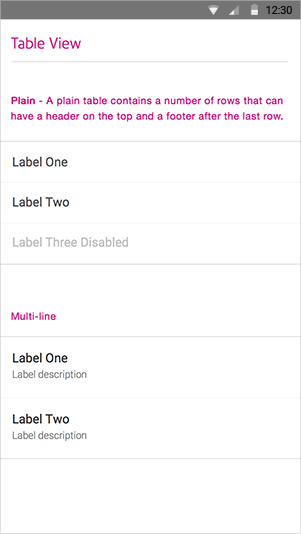 12:30
Table View
Plain - A plain table contains a number of rows that can
have a header on the top and a footer after the last row.
Label One
Label Two
Label Three Disabled
Multi-line
Label One
Label description
Label Two
Label description